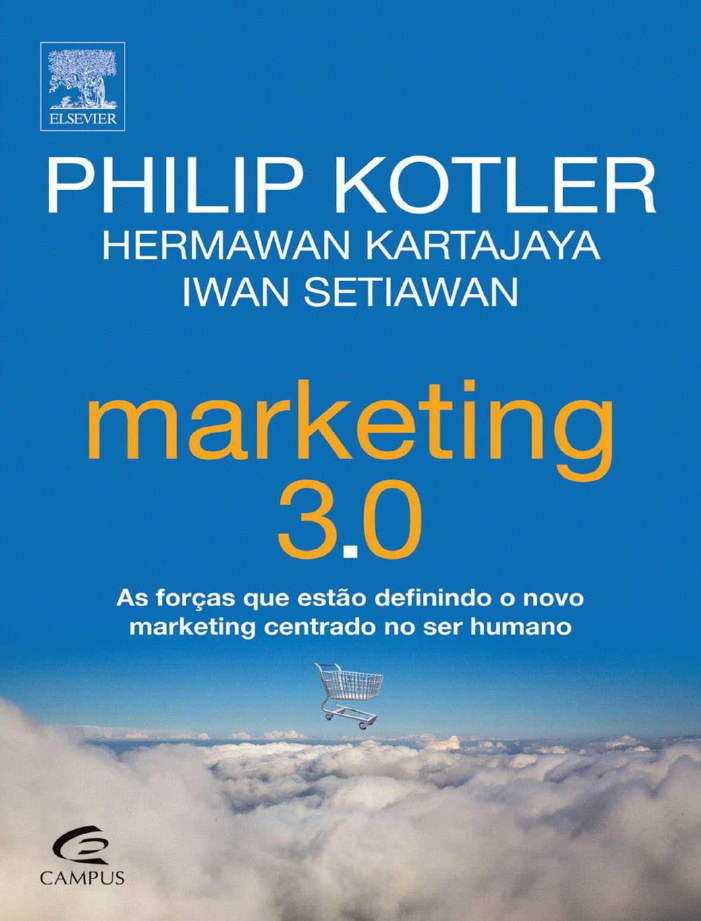 ELSEVIER
PHILIP KOTLER
HERMAWAN KARTAJAYA
IWAN SETIAWAN
marketing
3.0
As forças que estão definindo o novo
marketing centrado no ser humano
CAMPUS